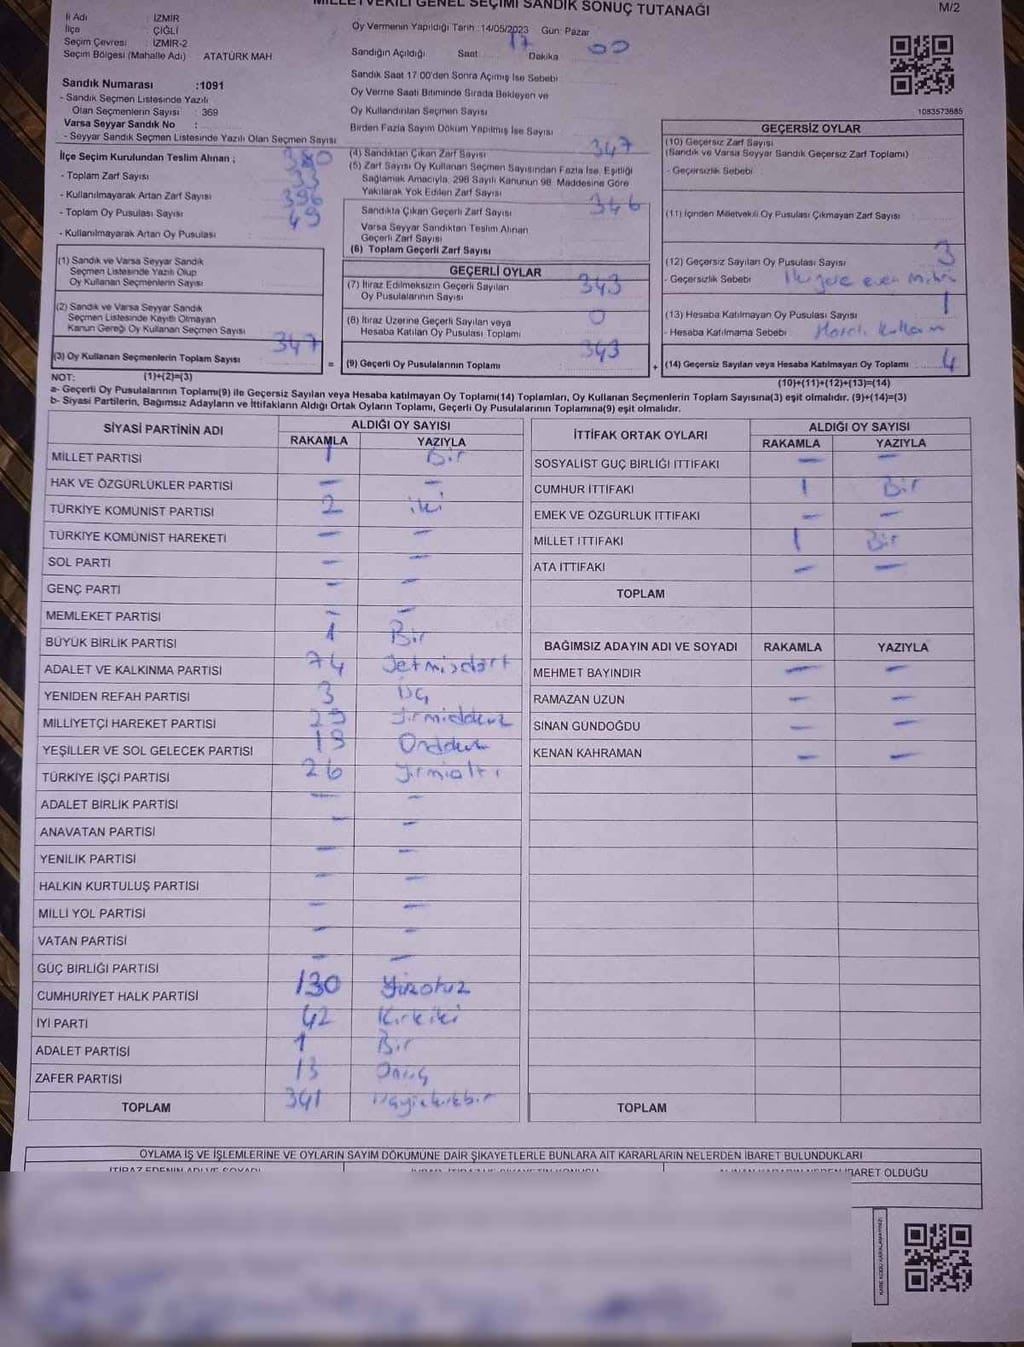 MİLLETVEKİLİ GENEL SEÇİMİ SANDIK SONUÇ TUTANAĞI
M/2
İli Adı : İZMİR
İlçe : ÇİĞLİ
Seçim Çevresi : İZMİR-2
Seçim Bölgesi (Mahalle Adı) ATATÜRK MAH
Sandık Numarası :1091
- Sandık Seçmen Listesinde Yazılı
Olan Seçmenlerin Sayısı : 369
Varsa Seyyar Sandık No :
- Seyyar Sandık Seçmen Listesinde Yazılı Olan Seçmen Sayısı
Oy Vermenin Yapıldığı Tarih : 14/05/2023 Gün: Pazar
Sandığın Açıldığı Saat 17 Dakika 00
Sandık Saat 17 00'den Sonra Açımış İse Sebebi
Oy Verme Saati Bitiminde Sırada Bekleyen ve
Oy Kullandırılan Seçmen Sayısı
Birden Fazla Sayım Döküm Yapılmış İse Sayısı
1083573685
İlçe Seçim Kurulundan Teslim Alınan ;
- Toplam Zarf Sayısı 380
- Kullanılmayarak Artan Zarf Sayısı
- Toplam Oy Pusulası Sayısı 396
- Kullanılmayarak Artan Oy Pusulası 49
(1) Sandık ve Varsa Seyyar Sandık
Seçmen Listesinde Yazılı Olup
Oy Kullanan Seçmenlerin Sayısı
(2) Sandık ve Varsa Seyyar Sandık
Seçmen Listesinde Kayıtlı Olmayan
Kanun Gereği Oy Kullanan Seçmen Sayısı
(3) Oy Kullanan Seçmenlerin Toplam Sayısı 347
(4) Sandıktan Çıkan Zarf Sayısı 347
(5) Zarf Sayısı Oy Kullanan Seçmen Sayısından Fazla İse, Eşitliği
Sağlamak Amacıyla, 298 Sayılı Kanunun 98. Maddesine Göre
Yakılarak Yok Edilen Zarf Sayısı
Sandıkta Çıkan Geçerli Zarf Sayısı 346
Varsa Seyyar Sandıktan Teslim Alınan
Geçerli Zarf Sayısı
(6) Toplam Geçerli Zarf Sayısı
GEÇERLİ OYLAR
(7) İtiraz Edilmeksizin Geçerli Sayılan
Oy Pusulalarının Sayısı 343
(8) İtiraz Üzerine Geçerli Sayılan veya
Hesaba Katılan Oy Pusulası Toplamı 0
= (9) Geçerli Oy Pusulalarının Toplamı 343
GEÇERSİZ OYLAR
(10) Geçersiz Zarf Sayısı
(Sandık ve Varsa Seyyar Sandık Geçersiz Zarf Toplamı)
- Geçersizlik Sebebi
(11) İçinden Milletvekili Oy Pusulası Çıkmayan Zarf Sayısı
(12) Geçersiz Sayılan Oy Pusulası Sayısı 3
- Geçersizlik Sebebi
(13) Hesaba Katılmayan Oy Pusulası Sayısı 1
- Hesaba Katılmama Sebebi
+ (14) Geçersiz Sayılan veya Hesaba Katılmayan Oy Toplamı 4
NOT: (1)+(2)=(3)
(10)+(11)+(12)+(13)=(14)
a- Geçerli Oy Pusulalarının Toplamı(9) ile Geçersiz Sayılan veya Hesaba katılmayan Oy Toplamı(14) Toplamları, Oy Kullanan Seçmenlerin Toplam Sayısına(3) eşit olmalıdır. (9)+(14)=(3)
b- Siyasi Partilerin, Bağımsız Adayların ve İttifakların Aldığı Ortak Oyların Toplamı, Geçerli Oy Pusulalarının Toplamına(9) eşit olmalıdır.
SİYASİ PARTİNİN ADI ALDIĞI OY SAYISI
RAKAMLA YAZIYLA
MİLLET PARTİSİ 1 Bir
HAK VE ÖZGÜRLÜKLER PARTİSİ - -
TÜRKİYE KOMÜNİST PARTİSİ 2 iki
TÜRKİYE KOMÜNİST HAREKETİ - -
SOL PARTİ - -
GENÇ PARTİ - -
MEMLEKET PARTİSİ - -
BÜYÜK BİRLİK PARTİSİ 1 Bir
ADALET VE KALKINMA PARTİSİ 74 Yetmişdört
YENİDEN REFAH PARTİSİ 3 Üç
MİLLİYETÇİ HAREKET PARTİSİ 29 Yirmidokuz
YEŞİLLER VE SOL GELECEK PARTİSİ 19 Ondokuz
TÜRKİYE İŞÇİ PARTİSİ 26 Yirmialtı
ADALET BİRLİK PARTİSİ - -
ANAVATAN PARTİSİ - -
YENİLİK PARTİSİ - -
HALKIN KURTULUŞ PARTİSİ - -
MİLLİ YOL PARTİSİ - -
VATAN PARTİSİ - -
GÜÇ BİRLİĞİ PARTİSİ - -
CUMHURİYET HALK PARTİSİ 130 Yüzotuz
İYİ PARTİ 42 Kırkiki
ADALET PARTİSİ 1 Bir
ZAFER PARTİSİ 13 Onüç
TOPLAM 341 Üçyüzkırkbir
İTTİFAK ORTAK OYLARI ALDIĞI OY SAYISI
RAKAMLA YAZIYLA
SOSYALİST GÜÇ BİRLİĞİ İTTİFAKI - -
CUMHUR İTTİFAKI 1 Bir
EMEK VE ÖZGÜRLÜK İTTİFAKI - -
MİLLET İTTİFAKI 1 Bir
ATA İTTİFAKI - -
TOPLAM
BAĞIMSIZ ADAYIN ADI VE SOYADI RAKAMLA YAZIYLA
MEHMET BAYINDIR - -
RAMAZAN UZUN - -
SİNAN GÜNDOĞDU - -
KENAN KAHRAMAN - -
TOPLAM
OYLAMA İŞ VE İŞLEMLERİNE VE OYLARIN SAYIM DÖKÜMÜNE DAİR ŞİKAYETLERLE BUNLARA AİT KARARLARIN NELERDEN İBARET BULUNDUKLARI
İTİRAZ EDENİN ADI VE SOYADI
İBARET OLDUĞU